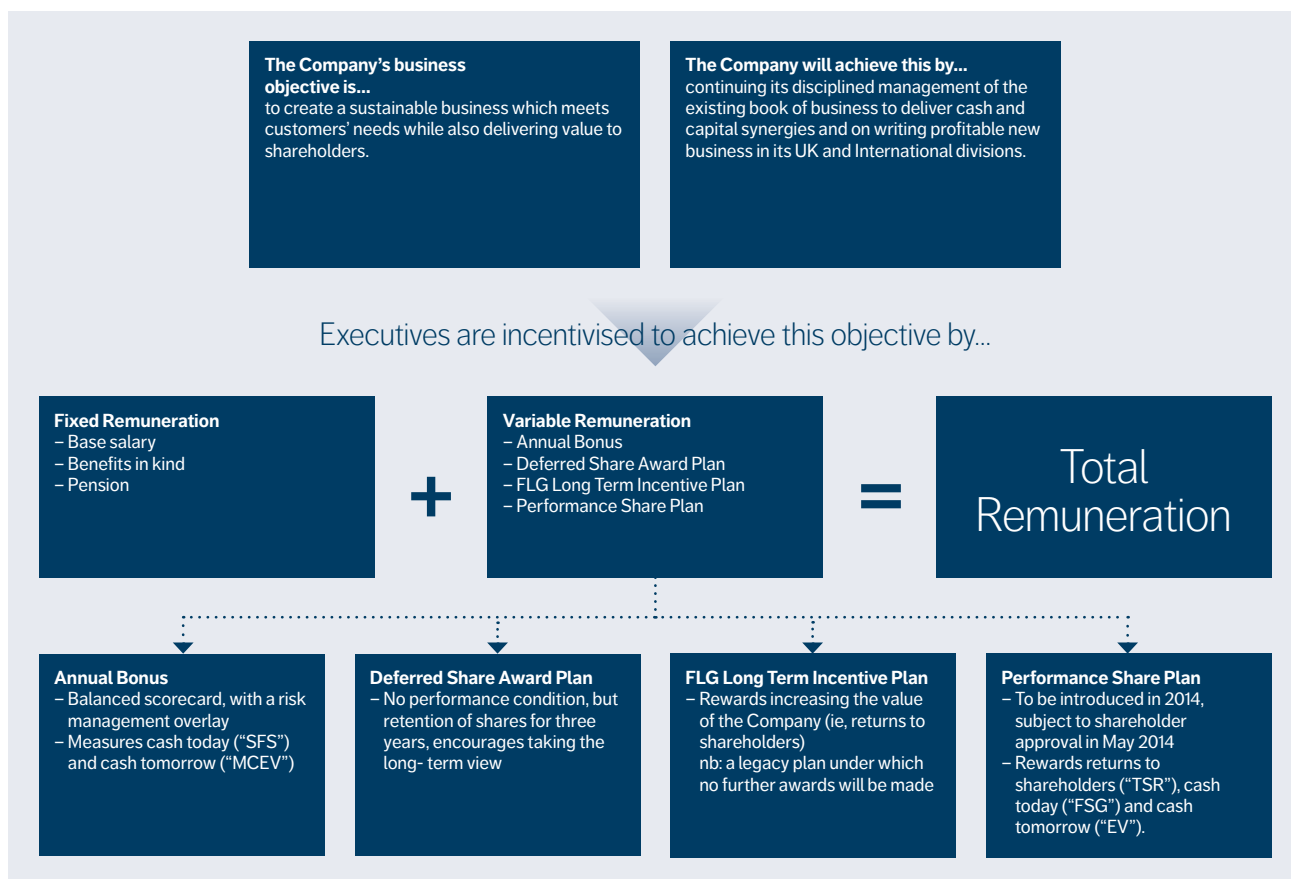 The Company’s business
objective is...
to create a sustainable business which meets
customers’ needs while also delivering value to
shareholders.
The Company will achieve this by...
continuing its disciplined management of the
existing book of business to deliver cash and
capital synergies and on writing profitable new
business in its UK and International divisions.
Executives are incentivised to achieve this objective by...
Fixed Remuneration
– Base salary
– Benefits in kind
– Pension
+
Variable Remuneration
– Annual Bonus
– Deferred Share Award Plan
– FLG Long Term Incentive Plan
– Performance Share Plan
=
Total
Remuneration
Annual Bonus
– Balanced scorecard, with a risk
management overlay
– Measures cash today (“SFS”)
and cash tomorrow (“MCEV”)
Deferred Share Award Plan
– No performance condition, but
retention of shares for three
years, encourages taking the
long- term view
FLG Long Term Incentive Plan
– Rewards increasing the value
of the Company (ie, returns to
shareholders)
nb: a legacy plan under which
no further awards will be made
Performance Share Plan
– To be introduced in 2014,
subject to shareholder
approval in May 2014
– Rewards returns to
shareholders (“TSR”), cash
today (“FSG”) and cash
tomorrow (“EV”).